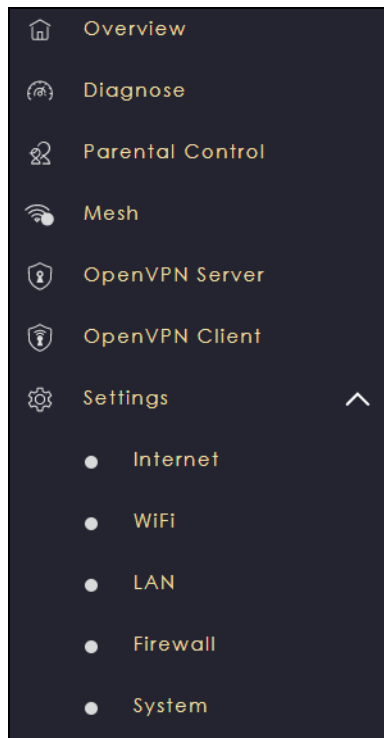 Overview
Diagnose
Parental Control
Mesh
OpenVPN Server
OpenVPN Client
Settings
Internet
WiFi
LAN
Firewall
System